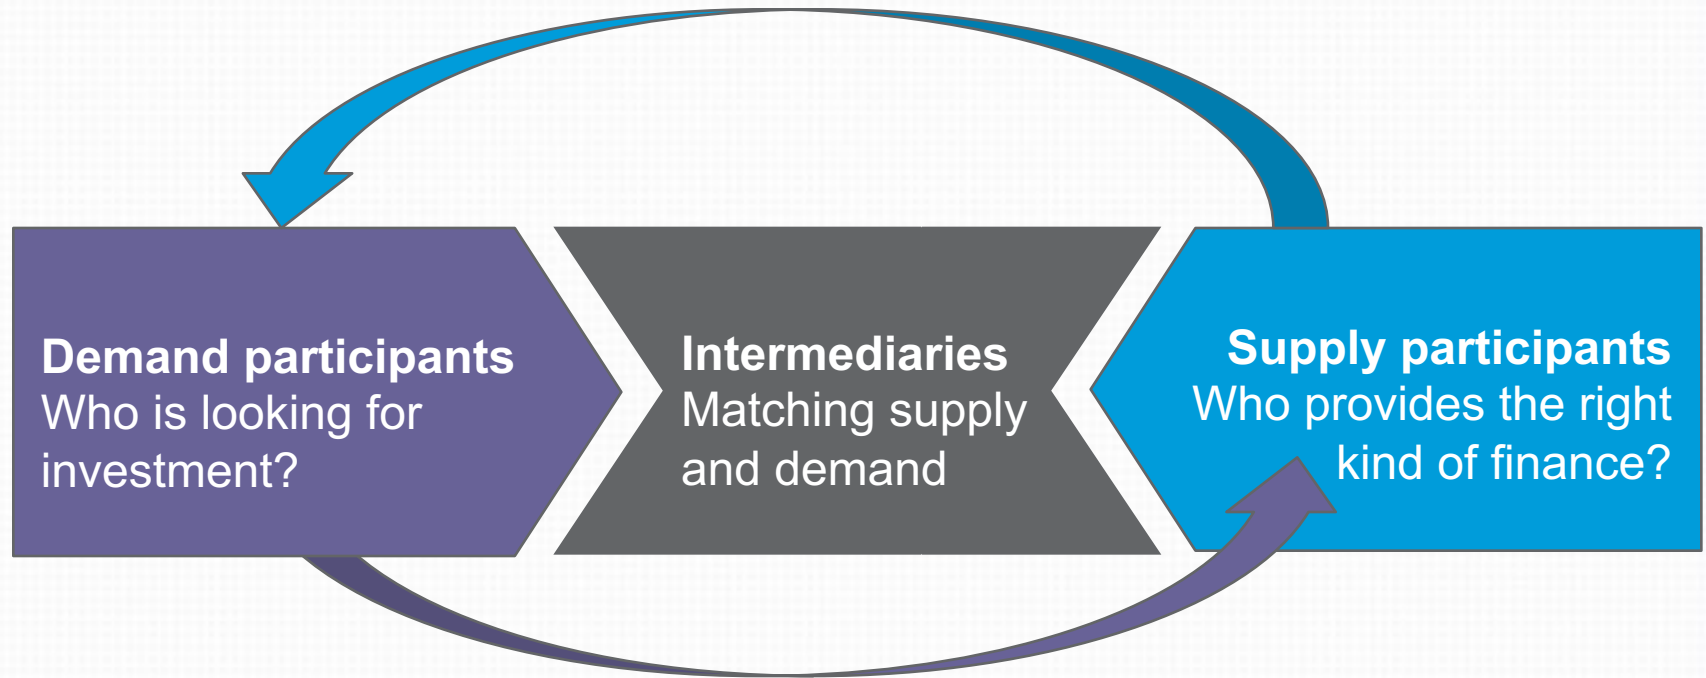 Demand participants
Who is looking for
investment?
Intermediaries
Matching supply
and demand
Supply participants
Who provides the right
kind of finance?